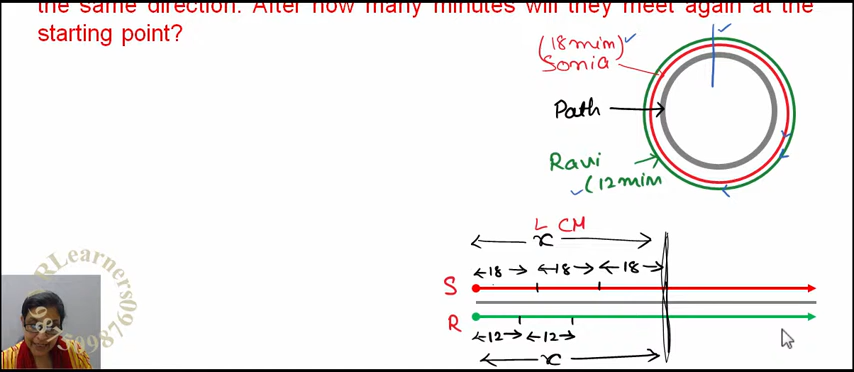 the same direction. After how many minutes will they meet again at the
starting point?
(18 min)
Sonia
Path
Ravi
(12 min
LCM
x
18 18 18
S
R
12 12
x